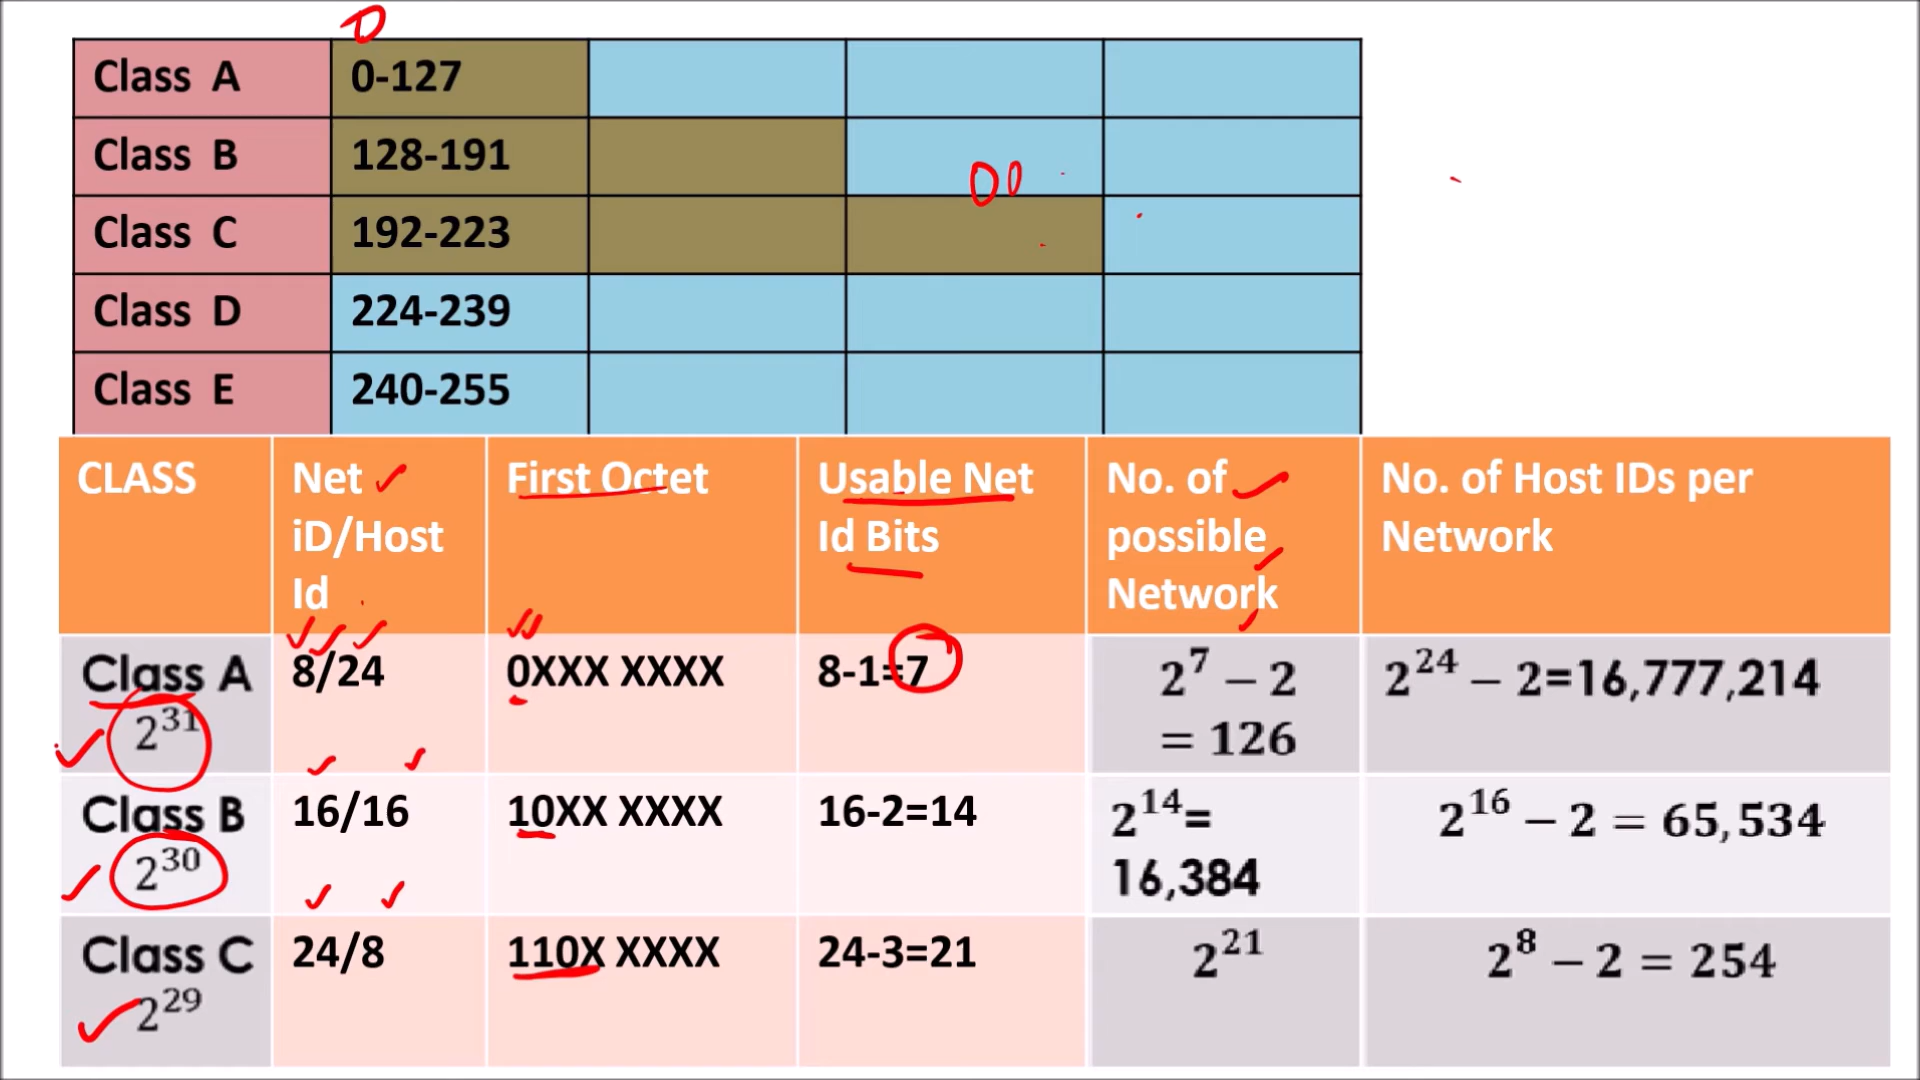 Class A 0-127
Class B 128-191
00
Class C 192-223
Class D 224-239
Class E 240-255
CLASS
Net
iD/Host
Id
First Octet
Usable Net
Id Bits
No. of
possible
Network
No. of Host IDs per
Network
Class A
2³¹
8/24
0XXX XXXX
8-1=7
2⁷ − 2
= 126
2²⁴ − 2=16,777,214
Class B
2³⁰
16/16
10XX XXXX
16-2=14
2¹⁴=
16,384
2¹⁶ − 2 = 65,534
Class C
2²⁹
24/8
110X XXXX
24-3=21
2²¹
2⁸ − 2 = 254